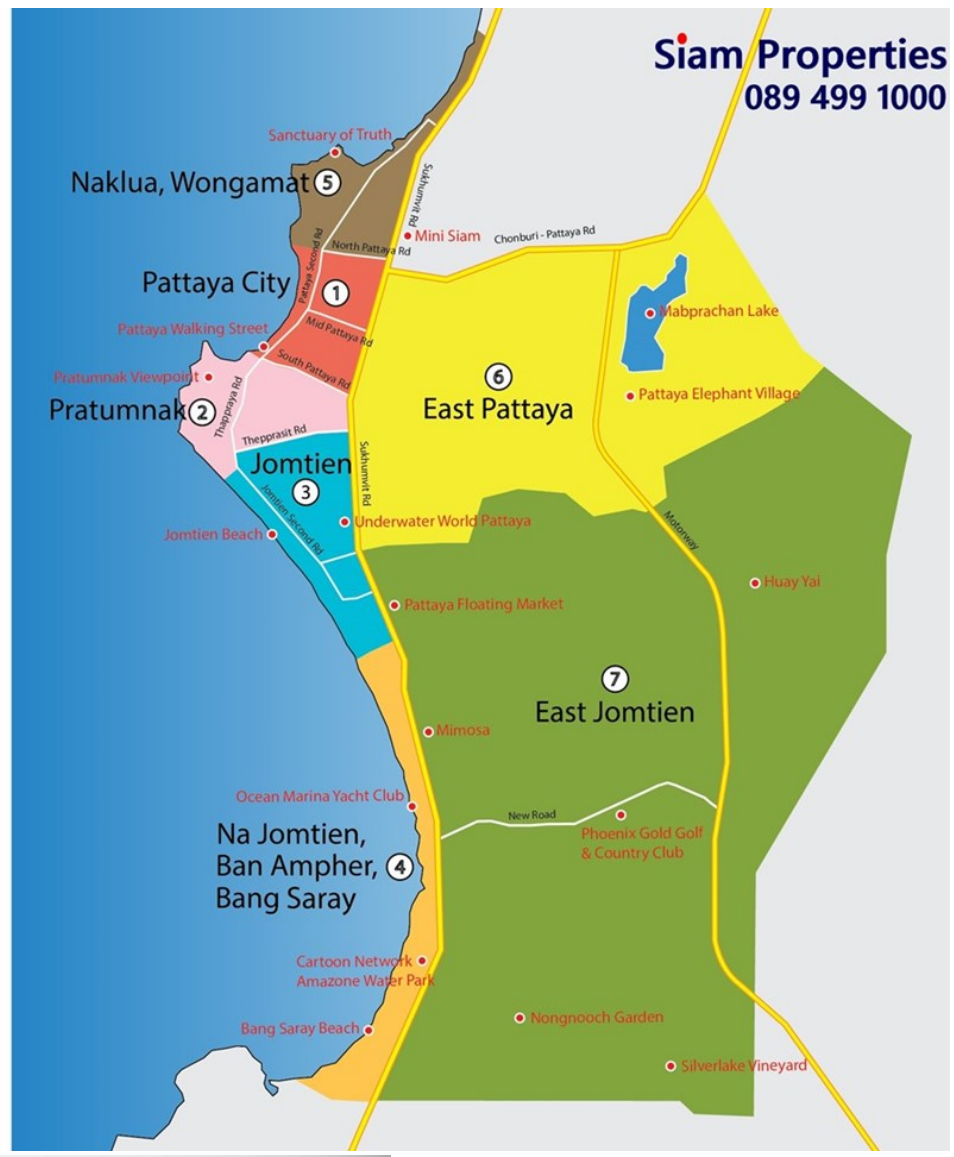 Siam Properties
089 499 1000
Sanctuary of Truth
Naklua, Wongamat 5
Sukhumvit Rd
Mini Siam
Chonburi - Pattaya Rd
North Pattaya Rd
Pattaya Second Rd
Pattaya City
1
Mabprachan Lake
Mid Pattaya Rd
Pattaya Walking Street
South Pattaya Rd
Pratumnak Viewpoint
6
Pattaya Elephant Village
Pratumnak 2
East Pattaya
Thappraya Rd
Thepprasit Rd
Jomtien
3
Sukhumvit Rd
Jomtien Second Rd
Underwater World Pattaya
Motorway
Jomtien Beach
Huay Yai
Pattaya Floating Market
7
East Jomtien
Mimosa
Ocean Marina Yacht Club
New Road
Phoenix Gold Golf
& Country Club
Na Jomtien,
Ban Ampher, 4
Bang Saray
Cartoon Network
Amazone Water Park
Nongnooch Garden
Bang Saray Beach
Silverlake Vineyard